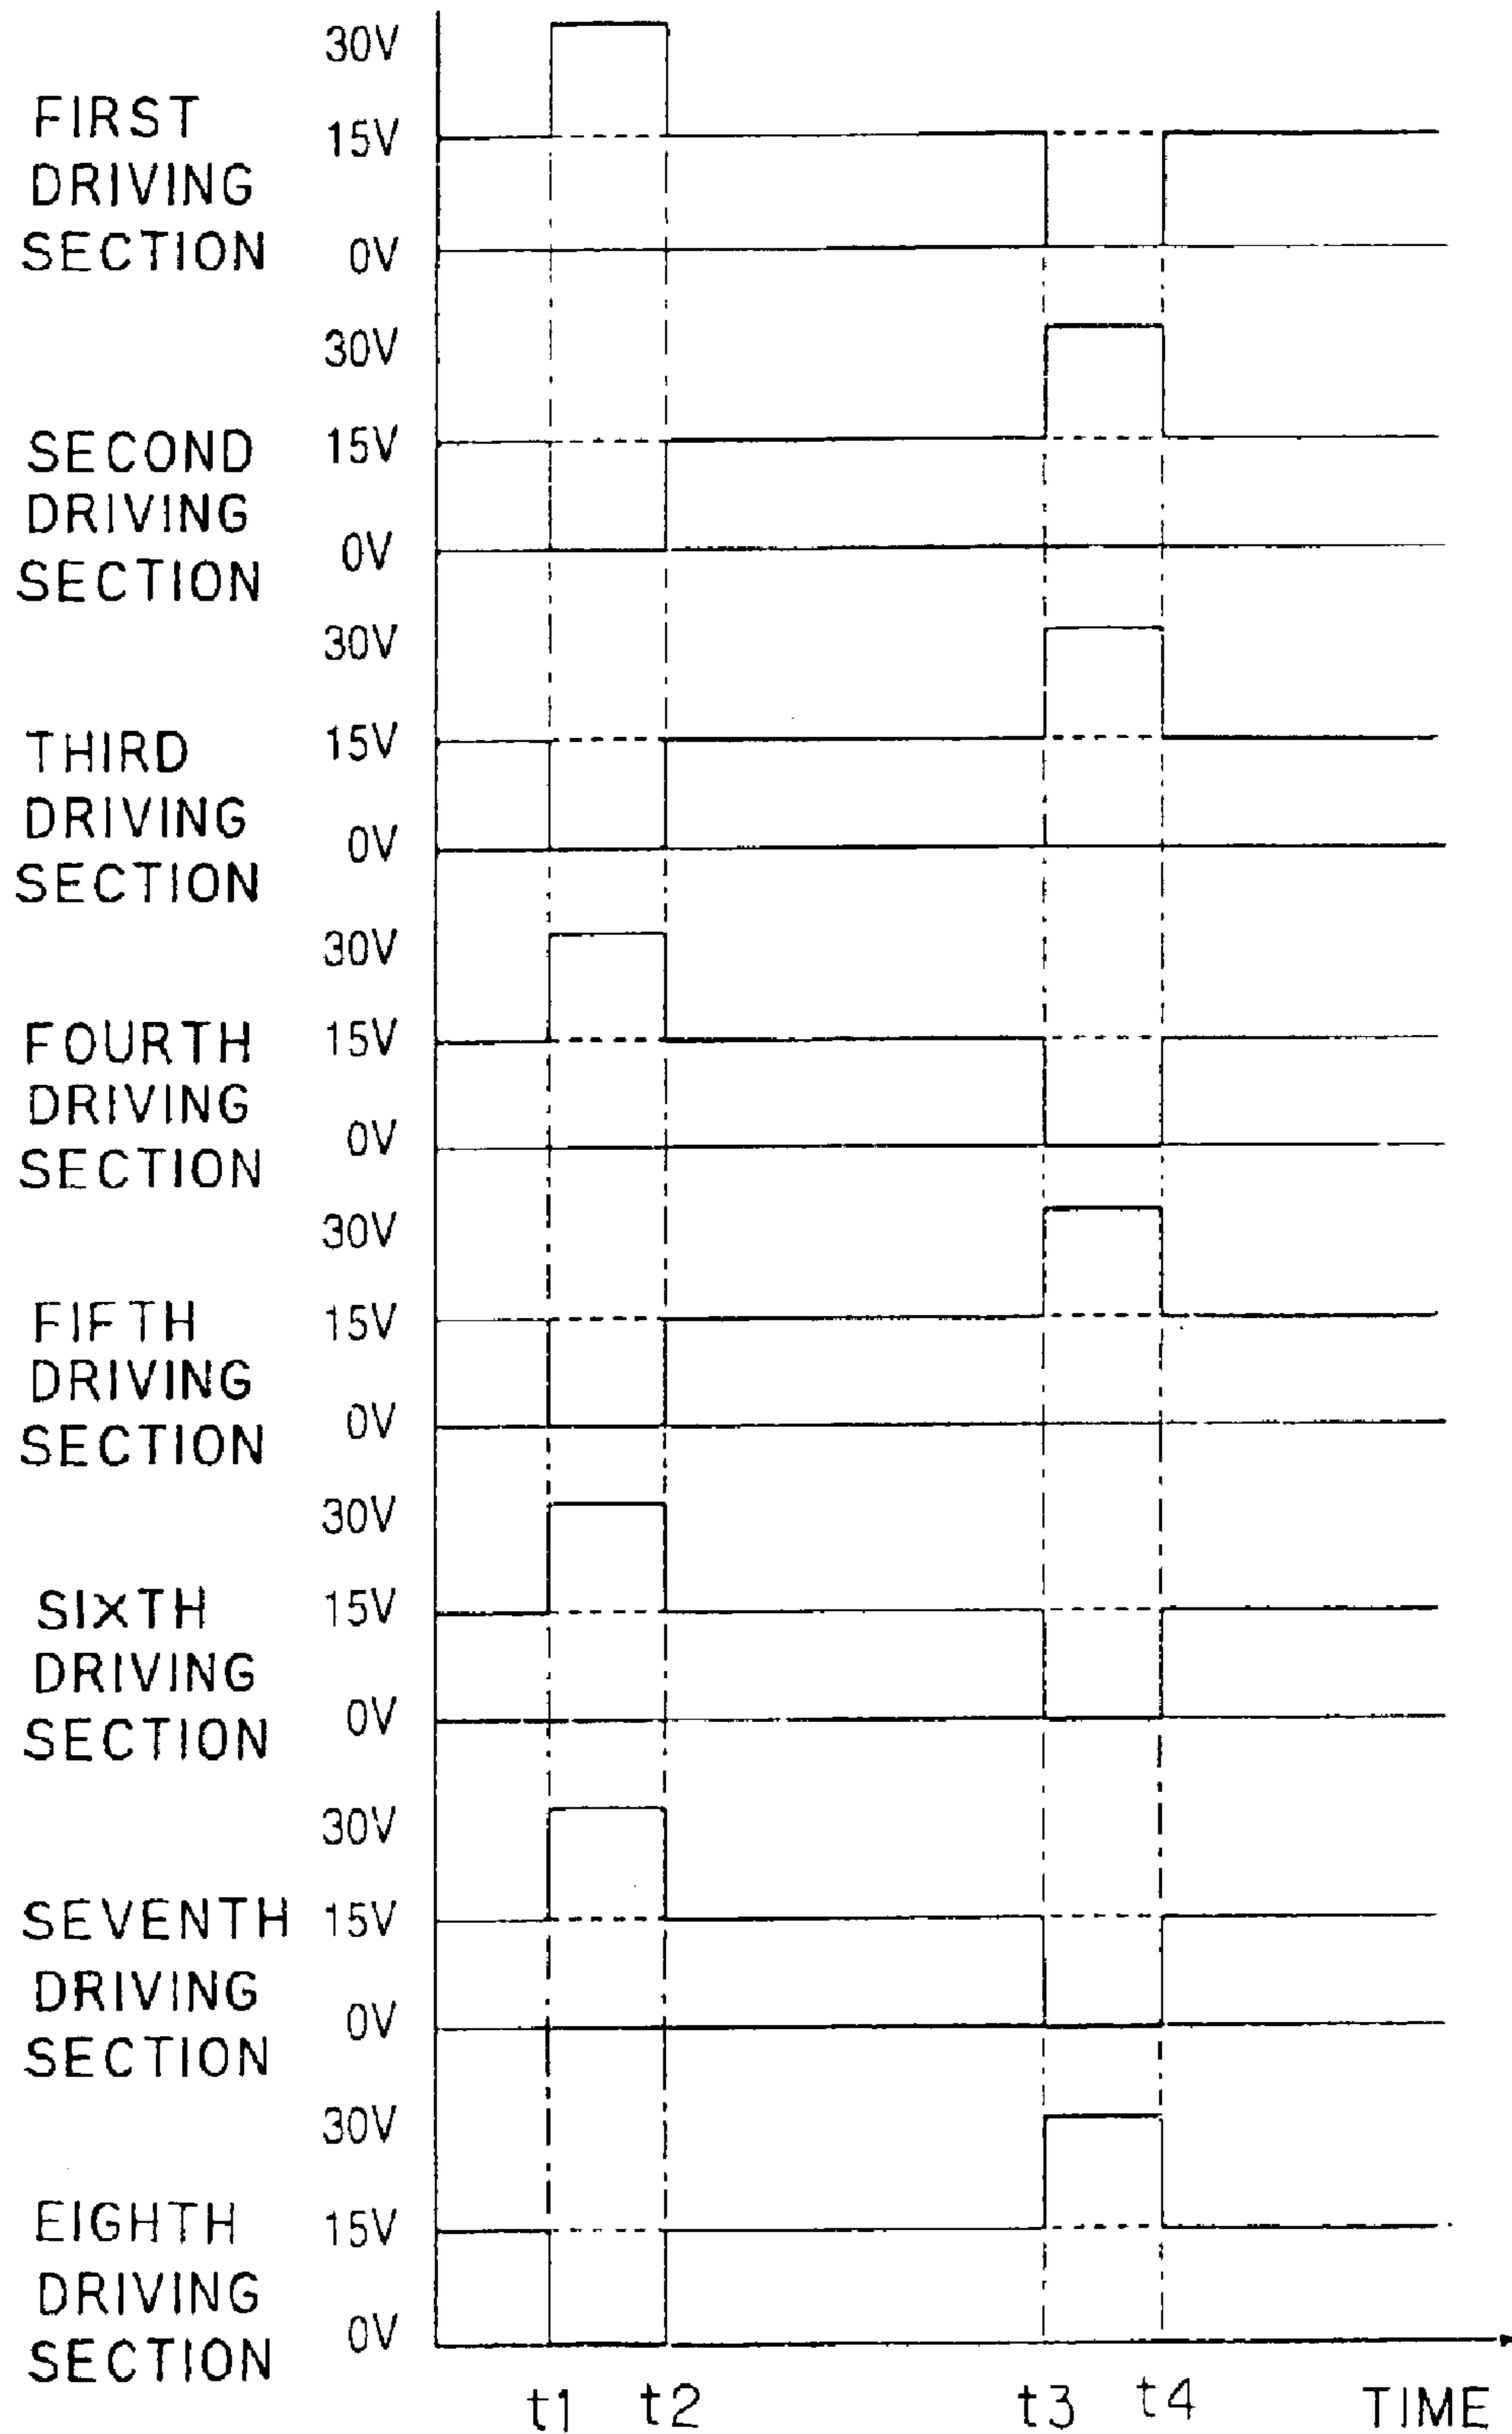 30V
FIRST
15V
DRIVING
SECTION
0V
30V
SECOND
15V
DRIVING
0V
SECTION
30V
THIRD
15V
DRIVING
0V
SECTION
30V
FOURTH
15V
DRIVING
0V
SECTION
30V
FIFTH
15V
DRIVING
0V
SECTION
30V
SIXTH
15V
DRIVING
0V
SECTION
30V
SEVENTH
15V
DRIVING
0V
SECTION
30V
EIGHTH
15V
DRIVING
0V
SECTION
t1 t2 t3 t4 TIME